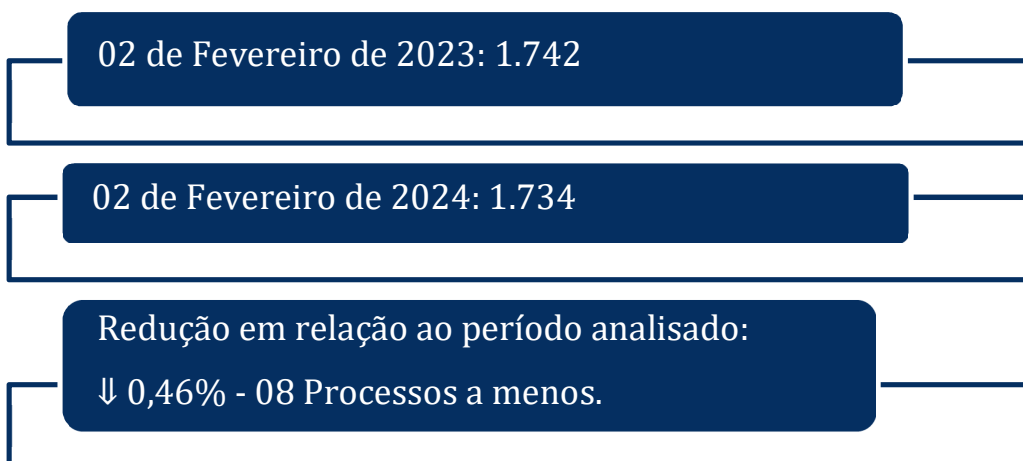 02 de Fevereiro de 2023: 1.742
02 de Fevereiro de 2024: 1.734
Redução em relação ao período analisado:
⇓ 0,46% - 08 Processos a menos.